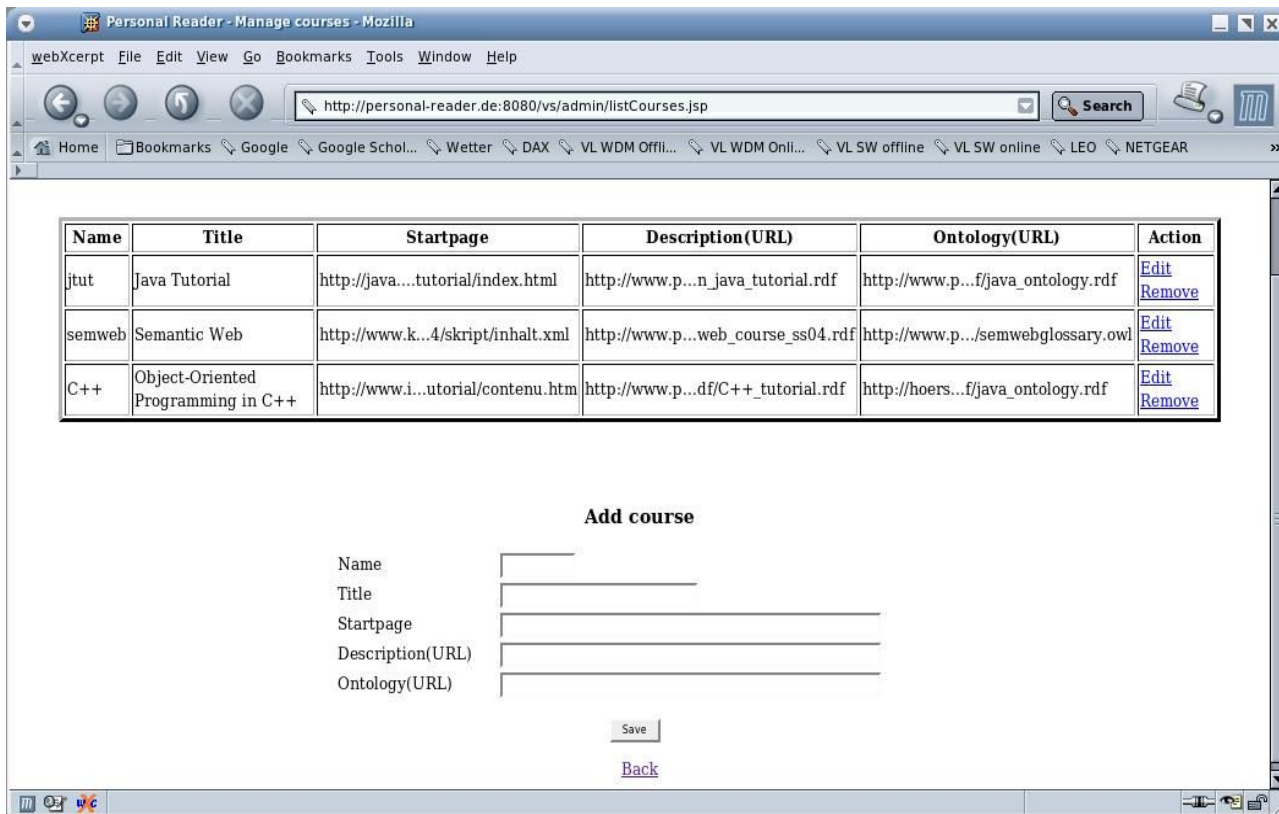 Personal Reader - Manage courses - Mozilla
webXcerpt File Edit View Go Bookmarks Tools Window Help
http://personal-reader.de:8080/vs/admin/listCourses.jsp Search
Home Bookmarks Google Google Schol... Wetter DAX VL WDM Offli... VL WDM Onli... VL SW offline VL SW online LEO NETGEAR »
Name Title Startpage Description(URL) Ontology(URL) Action
jtut Java Tutorial http://java....tutorial/index.html http://www.p...n_java_tutorial.rdf http://www.p...f/java_ontology.rdf Edit
Remove
semweb Semantic Web http://www.k...4/skript/inhalt.xml http://www.p...web_course_ss04.rdf http://www.p.../semwebglossary.owl Edit
Remove
C++ Object-Oriented
Programming in C++ http://www.i...utorial/contenu.htm http://www.p...df/C++_tutorial.rdf http://hoers...f/java_ontology.rdf Edit
Remove
Add course
Name
Title
Startpage
Description(URL)
Ontology(URL)
Save
Back